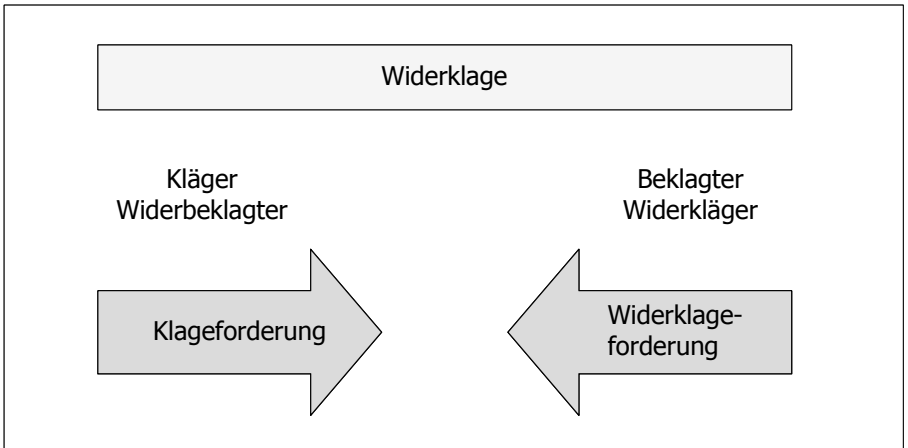 Widerklage
Kläger
Widerbeklagter
Beklagter
Widerkläger
Klageforderung
Widerklage-
forderung